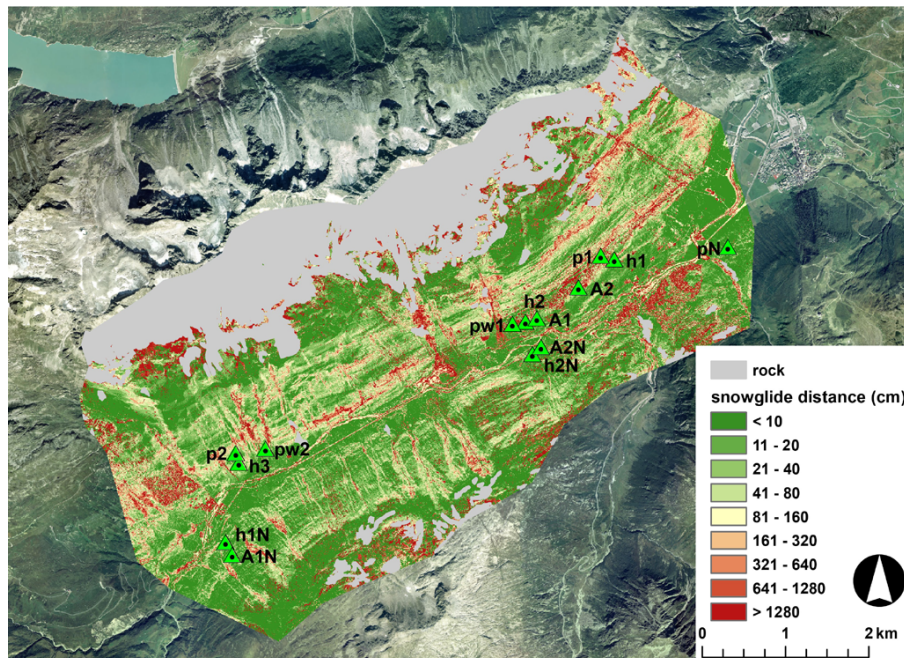 pN
p1
h1
A2
h2
pw1
A1
A2N
h2N
p2
pw2
h3
h1N
A1N
rock
snowglide distance (cm)
< 10
11 - 20
21 - 40
41 - 80
81 - 160
161 - 320
321 - 640
641 - 1280
> 1280
0 1 2 km